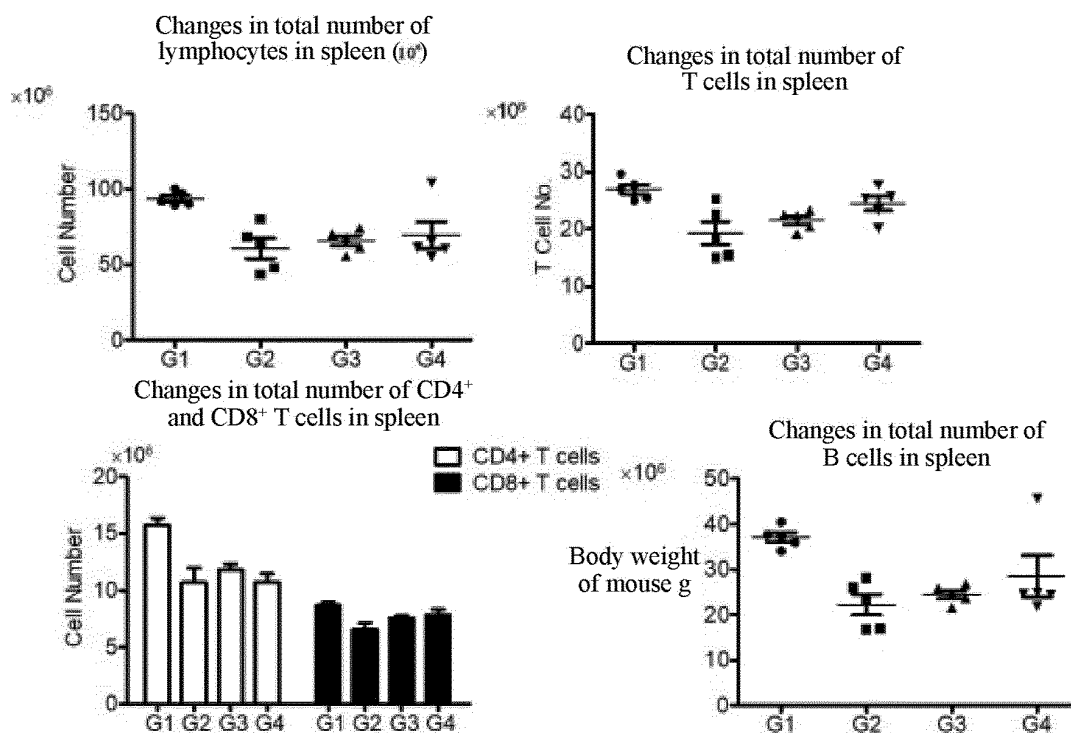 Changes in total number of
lymphocytes in spleen (10⁶)
×10⁶
150
100
50
0
Cell Number
G1 G2 G3 G4
Changes in total number of
T cells in spleen
×10⁶
40
30
20
10
0
T Cell No.
G1 G2 G3 G4
Changes in total number of CD4⁺
and CD8⁺ T cells in spleen
×10⁶
20
15
10
5
0
Cell Number
CD4+ T cells
CD8+ T cells
G1 G2 G3 G4 G1 G2 G3 G4
Changes in total number of
B cells in spleen
×10⁶
50
40
30
20
10
0
Body weight
of mouse g
G1 G2 G3 G4